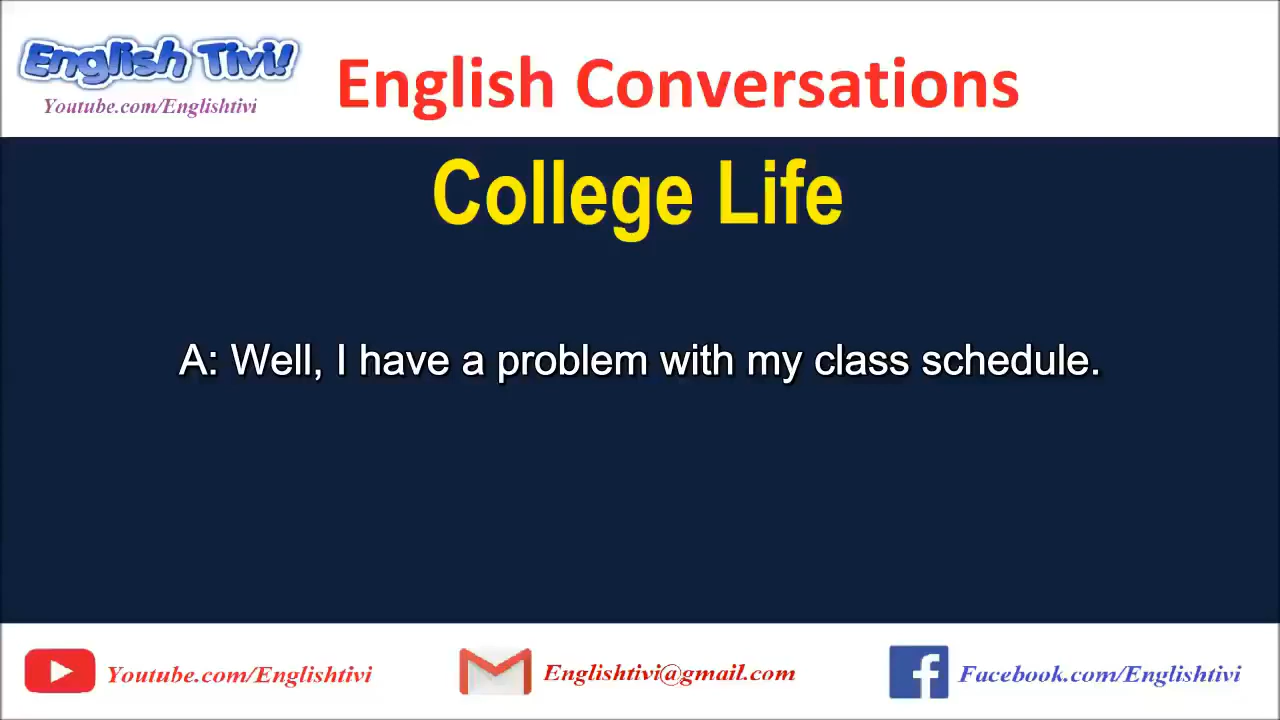 English Tivi!
Youtube.com/Englishtivi
English Conversations
College Life
A: Well, I have a problem with my class schedule.
Youtube.com/Englishtivi
Englishtivi@gmail.com
Facebook.com/Englishtivi